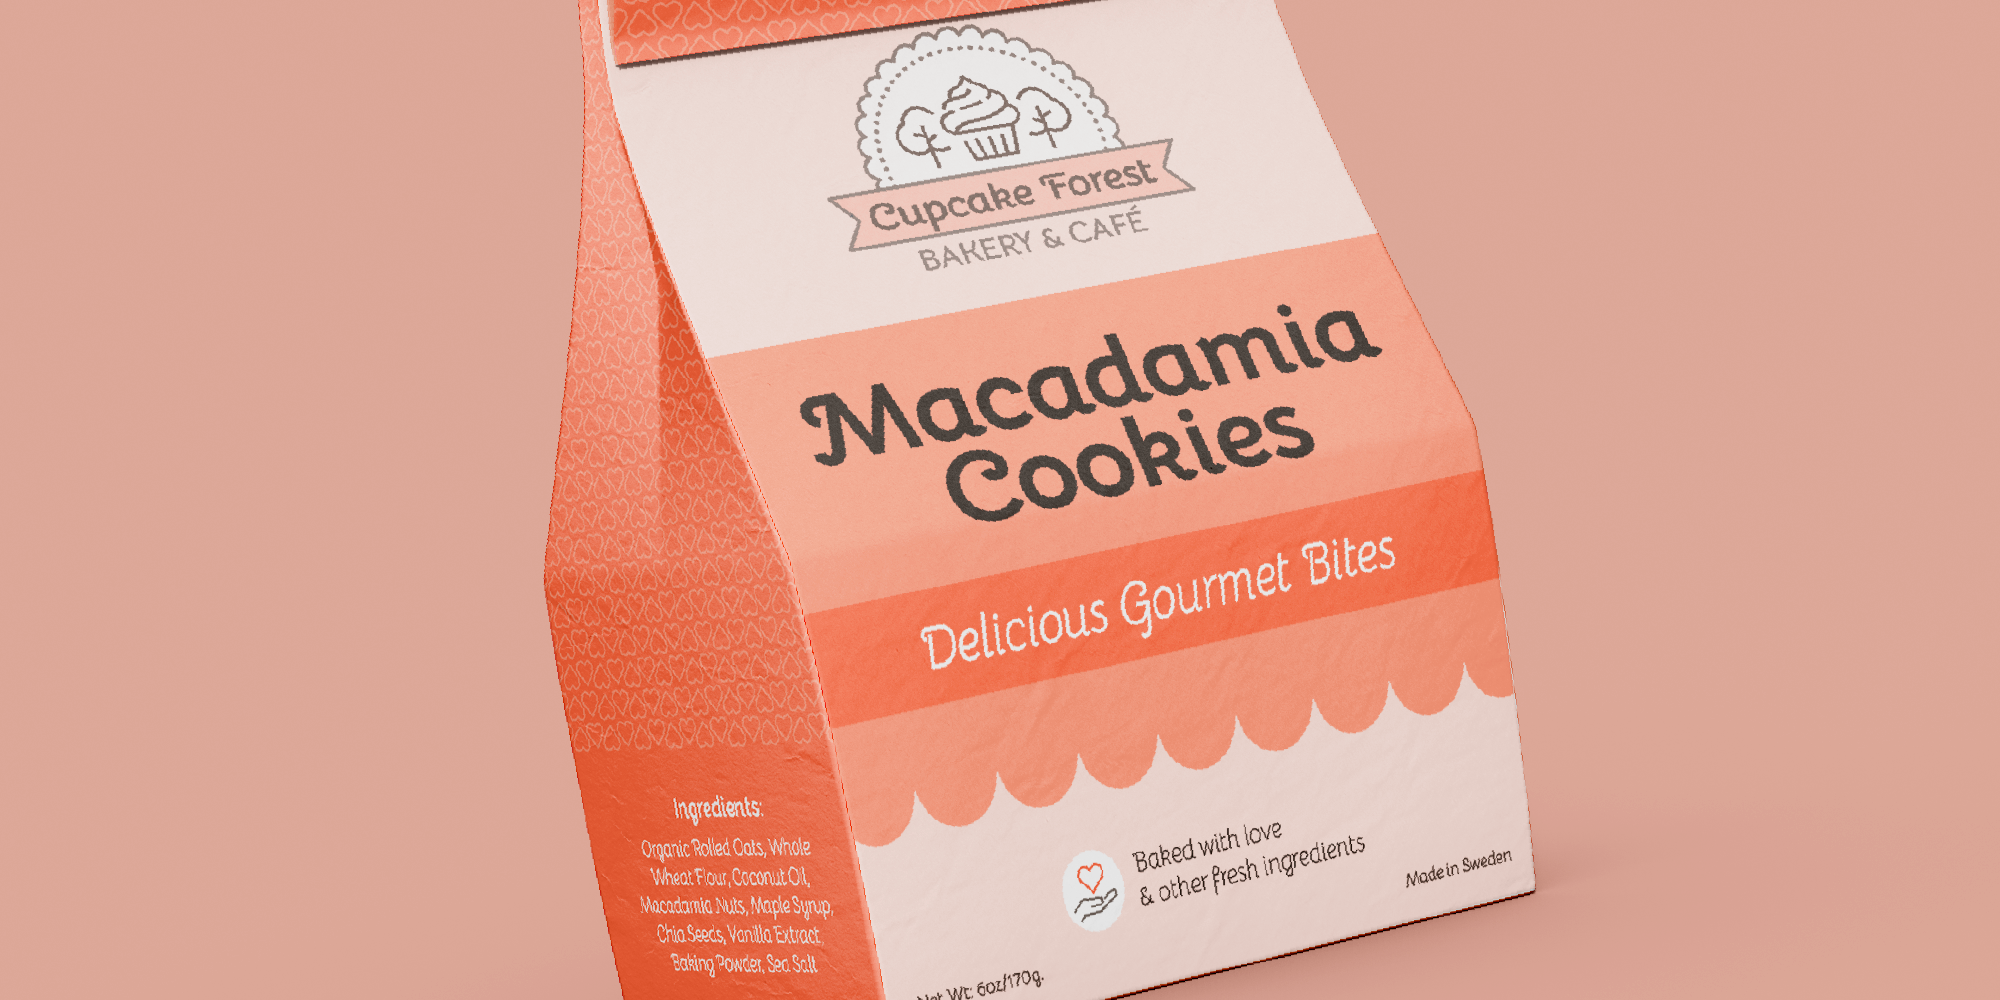 Cupcake Forest
BAKERY & CAFÉ
Macadamia
Cookies
Delicious Gourmet Bites
Baked with love
& other fresh ingredients
Made in Sweden
Net Wt: 6oz/170g.
Ingredients:
Organic Rolled Oats, Whole
Wheat Flour, Coconut Oil,
Macadamia Nuts, Maple Syrup,
Chia Seeds, Vanilla Extract,
Baking Powder, Sea Salt